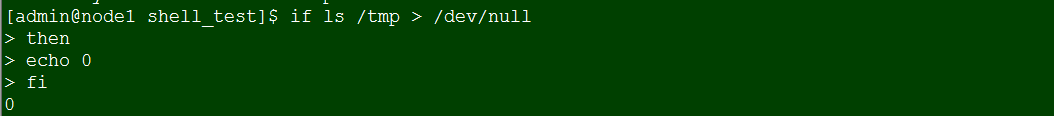 [admin@node1 shell_test]$ if ls /tmp > /dev/null
> then
> echo 0
> fi
0